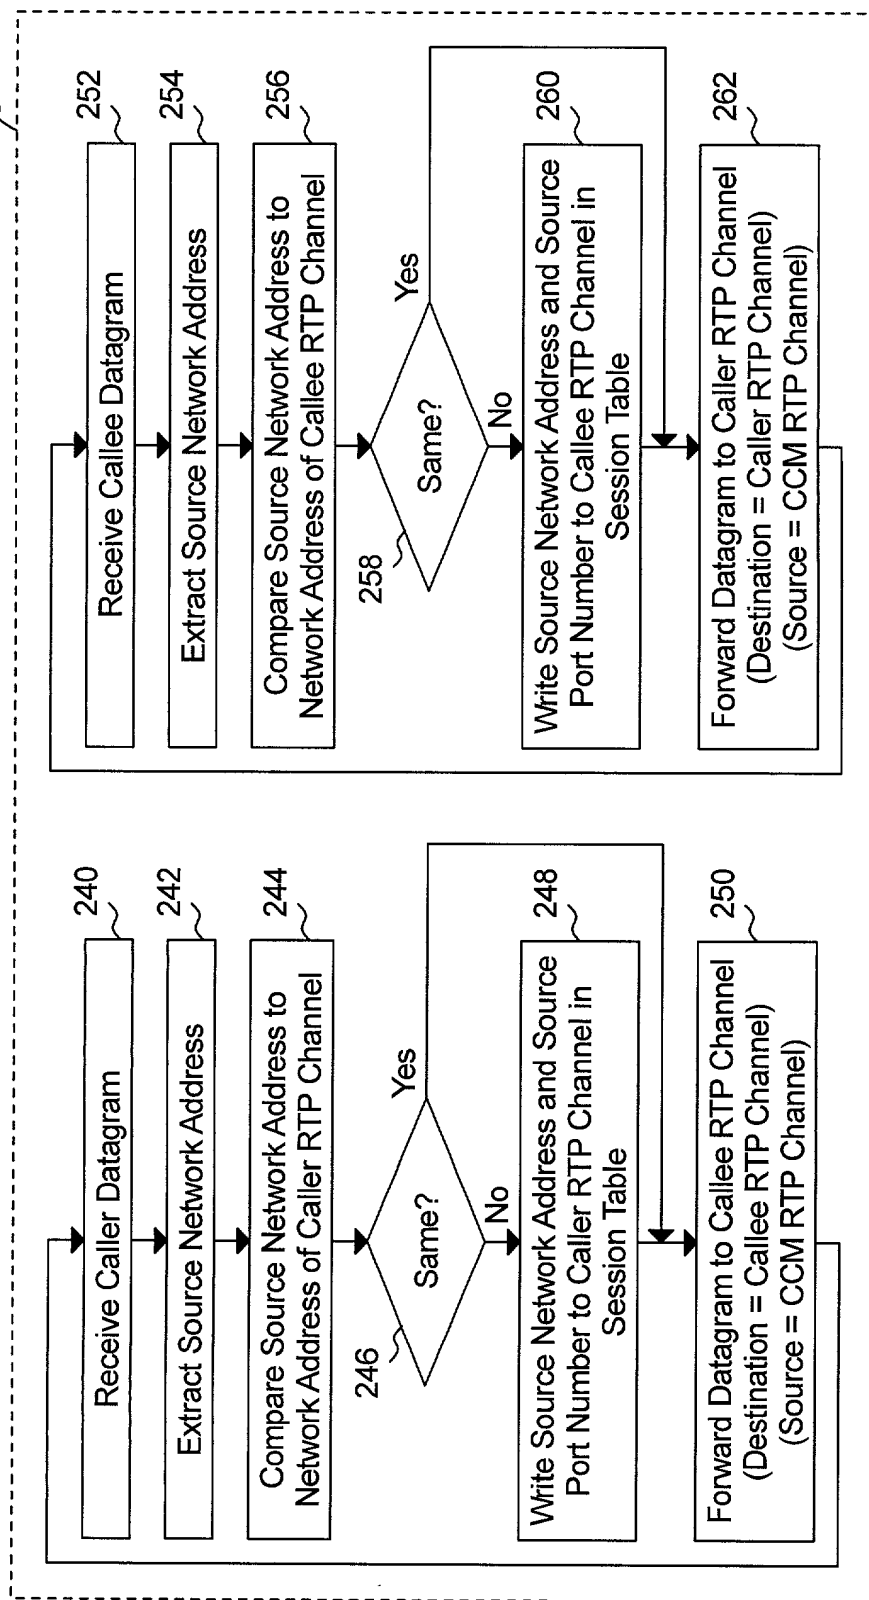 240
Receive Caller Datagram
242
Extract Source Network Address
244
Compare Source Network Address to
Network Address of Caller RTP Channel
246
Same?
Yes
No
248
Write Source Network Address and Source
Port Number to Caller RTP Channel in
Session Table
250
Forward Datagram to Callee RTP Channel
(Destination = Callee RTP Channel)
(Source = CCM RTP Channel)
252
Receive Callee Datagram
254
Extract Source Network Address
256
Compare Source Network Address to
Network Address of Callee RTP Channel
258
Same?
Yes
No
260
Write Source Network Address and Source
Port Number to Callee RTP Channel in
Session Table
262
Forward Datagram to Caller RTP Channel
(Destination = Caller RTP Channel)
(Source = CCM RTP Channel)